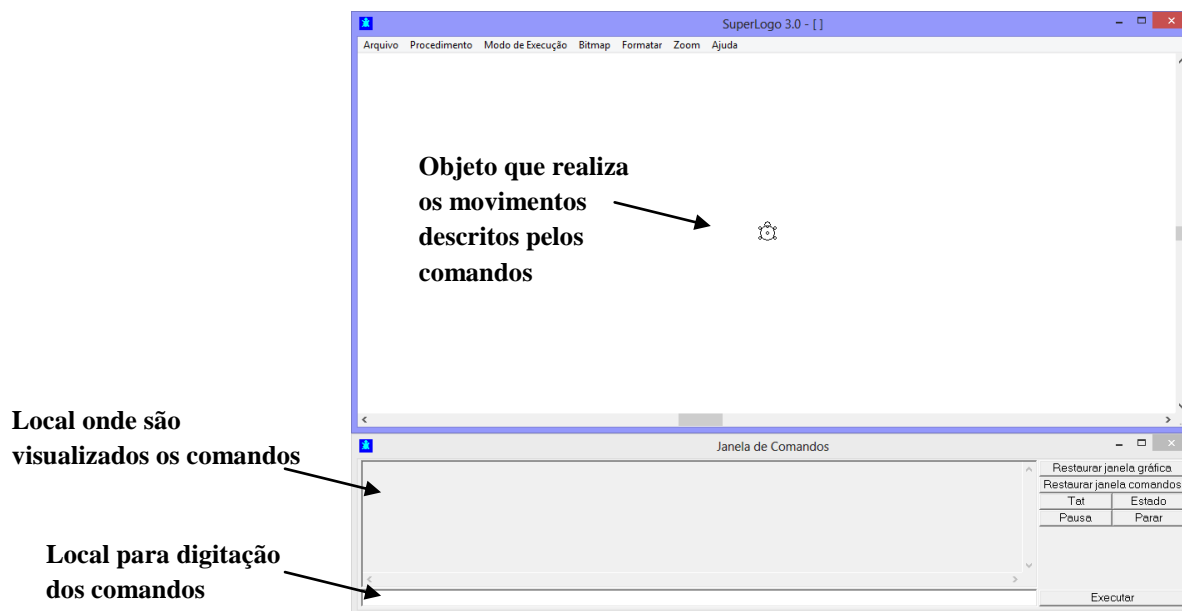 SuperLogo 3.0 - [ ]
Arquivo Procedimento Modo de Execução Bitmap Formatar Zoom Ajuda
Objeto que realiza
os movimentos
descritos pelos
comandos
Local onde são
visualizados os comandos
Janela de Comandos
Restaurar janela gráfica
Restaurar janela comandos
Tat Estado
Pausa Parar
Local para digitação
dos comandos
Executar